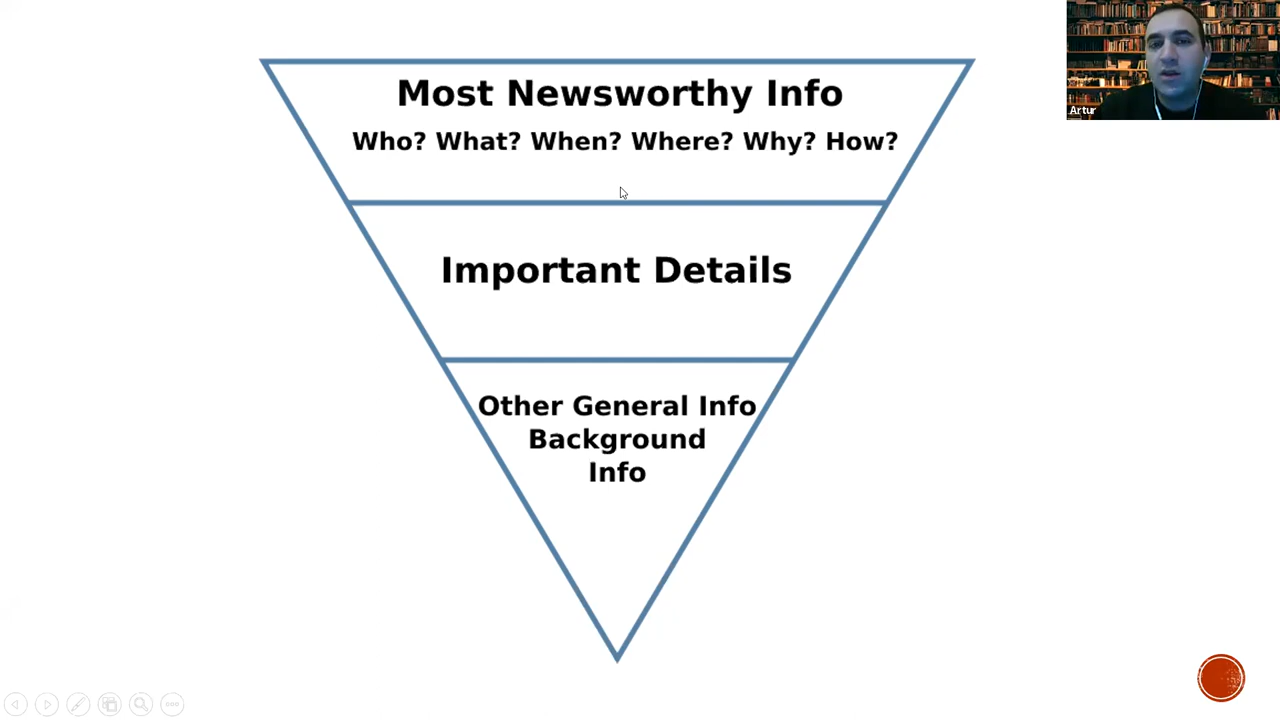 Most Newsworthy Info
Who? What? When? Where? Why? How?
Important Details
Other General Info
Background
Info
Artur